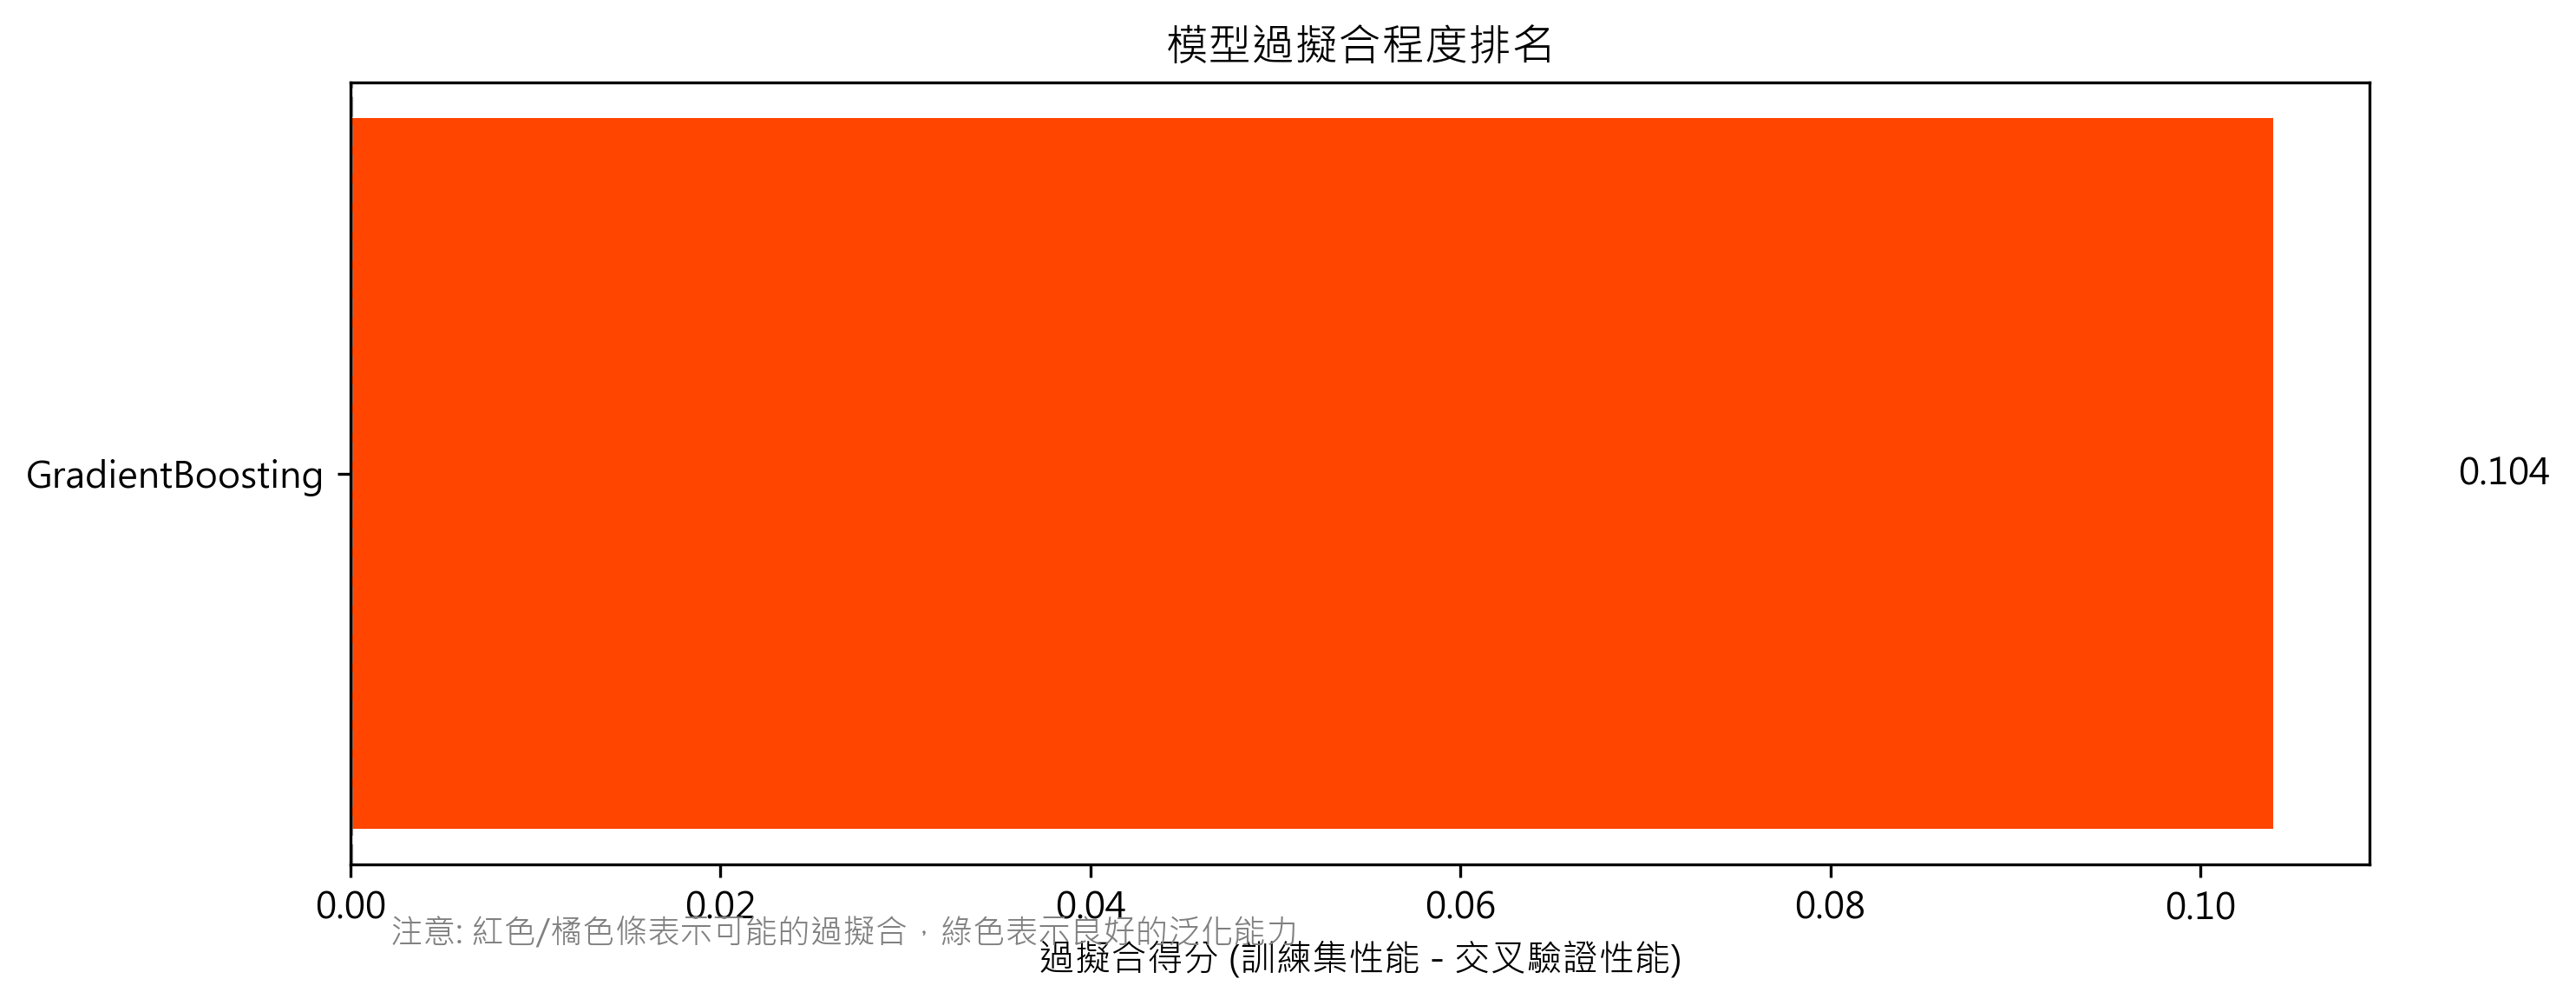 模型過擬合程度排名
GradientBoosting
0.104
0.00 0.02 0.04 0.06 0.08 0.10
注意: 紅色/橘色條表示可能的過擬合，綠色表示良好的泛化能力
過擬合得分 (訓練集性能 - 交叉驗證性能)